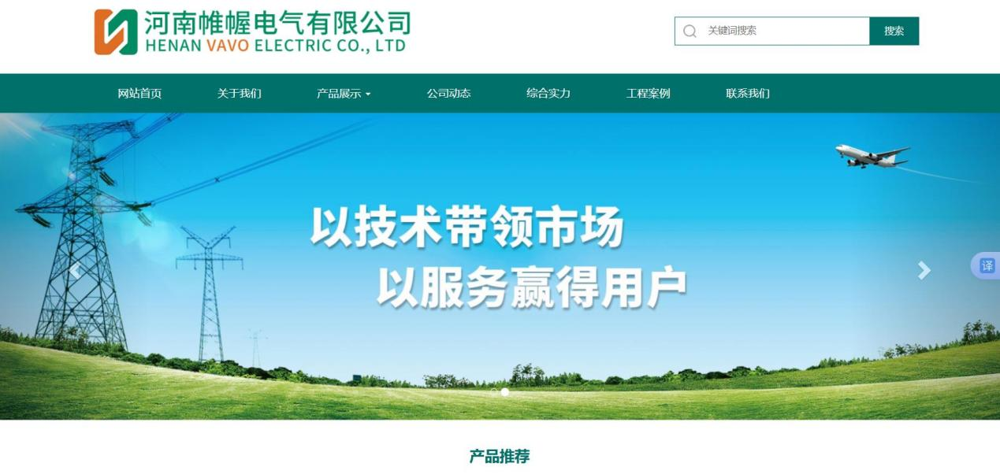 河南帷幄电气有限公司
HENAN VAVO ELECTRIC CO., LTD
关键词搜索
搜索
网站首页
关于我们
产品展示
公司动态
综合实力
工程案例
联系我们
以技术带领市场
以服务赢得用户
译
产品推荐